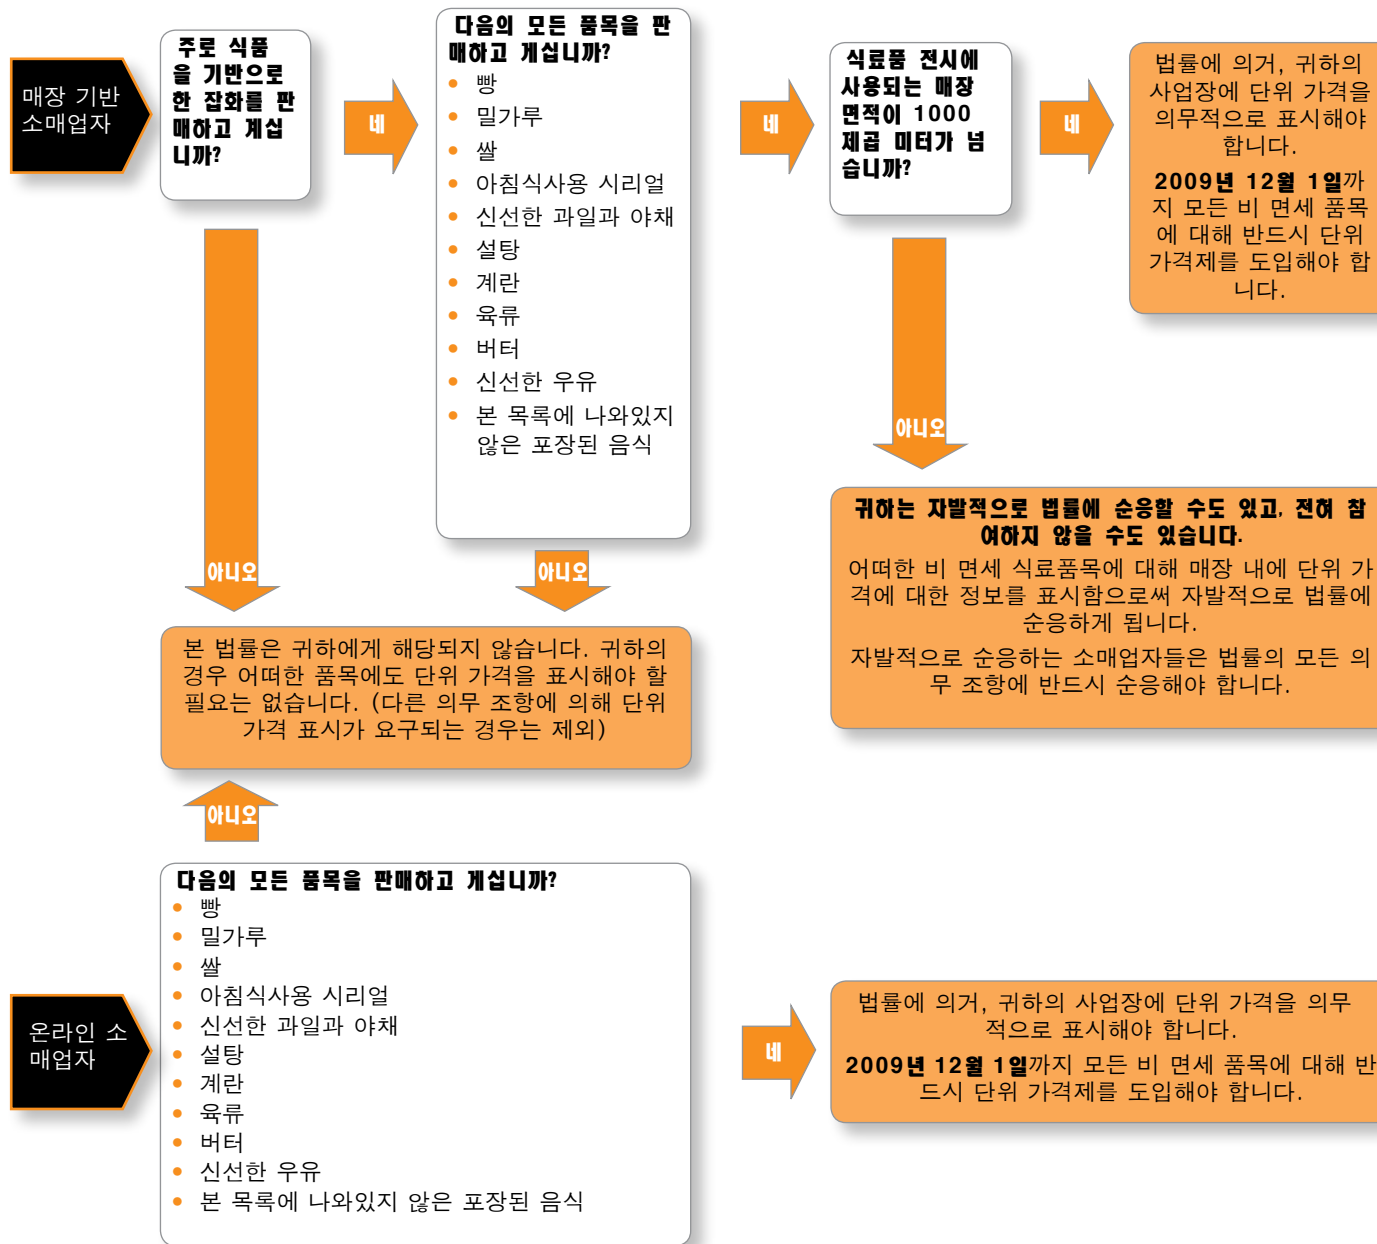 매장 기반
소매업자
주로 식품
을 기반으로
한 잡화를 판
매하고 계십
니까?
네
다음의 모든 품목을 판
매하고 계십니까?
• 빵
• 밀가루
• 쌀
• 아침식사용 시리얼
• 신선한 과일과 야채
• 설탕
• 계란
• 육류
• 버터
• 신선한 우유
• 본 목록에 나와있지
않은 포장된 음식
네
식료품 전시에
사용되는 매장
면적이 1000
제곱 미터가 넘
습니까?
네
법률에 의거, 귀하의
사업장에 단위 가격을
의무적으로 표시해야
합니다.
2009년 12월 1일까
지 모든 비 면세 품목
에 대해 반드시 단위
가격제를 도입해야 합
니다.
아니오
아니오
아니오
귀하는 자발적으로 법률에 순응할 수도 있고, 전혀 참
여하지 않을 수도 있습니다.
어떠한 비 면세 식료품목에 대해 매장 내에 단위 가
격에 대한 정보를 표시함으로써 자발적으로 법률에
순응하게 됩니다.
자발적으로 순응하는 소매업자들은 법률의 모든 의
무 조항에 반드시 순응해야 합니다.
본 법률은 귀하에게 해당되지 않습니다. 귀하의
경우 어떠한 품목에도 단위 가격을 표시해야 할
필요는 없습니다. (다른 의무 조항에 의해 단위
가격 표시가 요구되는 경우는 제외)
아니오
온라인 소
매업자
다음의 모든 품목을 판매하고 계십니까?
• 빵
• 밀가루
• 쌀
• 아침식사용 시리얼
• 신선한 과일과 야채
• 설탕
• 계란
• 육류
• 버터
• 신선한 우유
• 본 목록에 나와있지 않은 포장된 음식
네
법률에 의거, 귀하의 사업장에 단위 가격을 의무
적으로 표시해야 합니다.
2009년 12월 1일까지 모든 비 면세 품목에 대해 반
드시 단위 가격제를 도입해야 합니다.